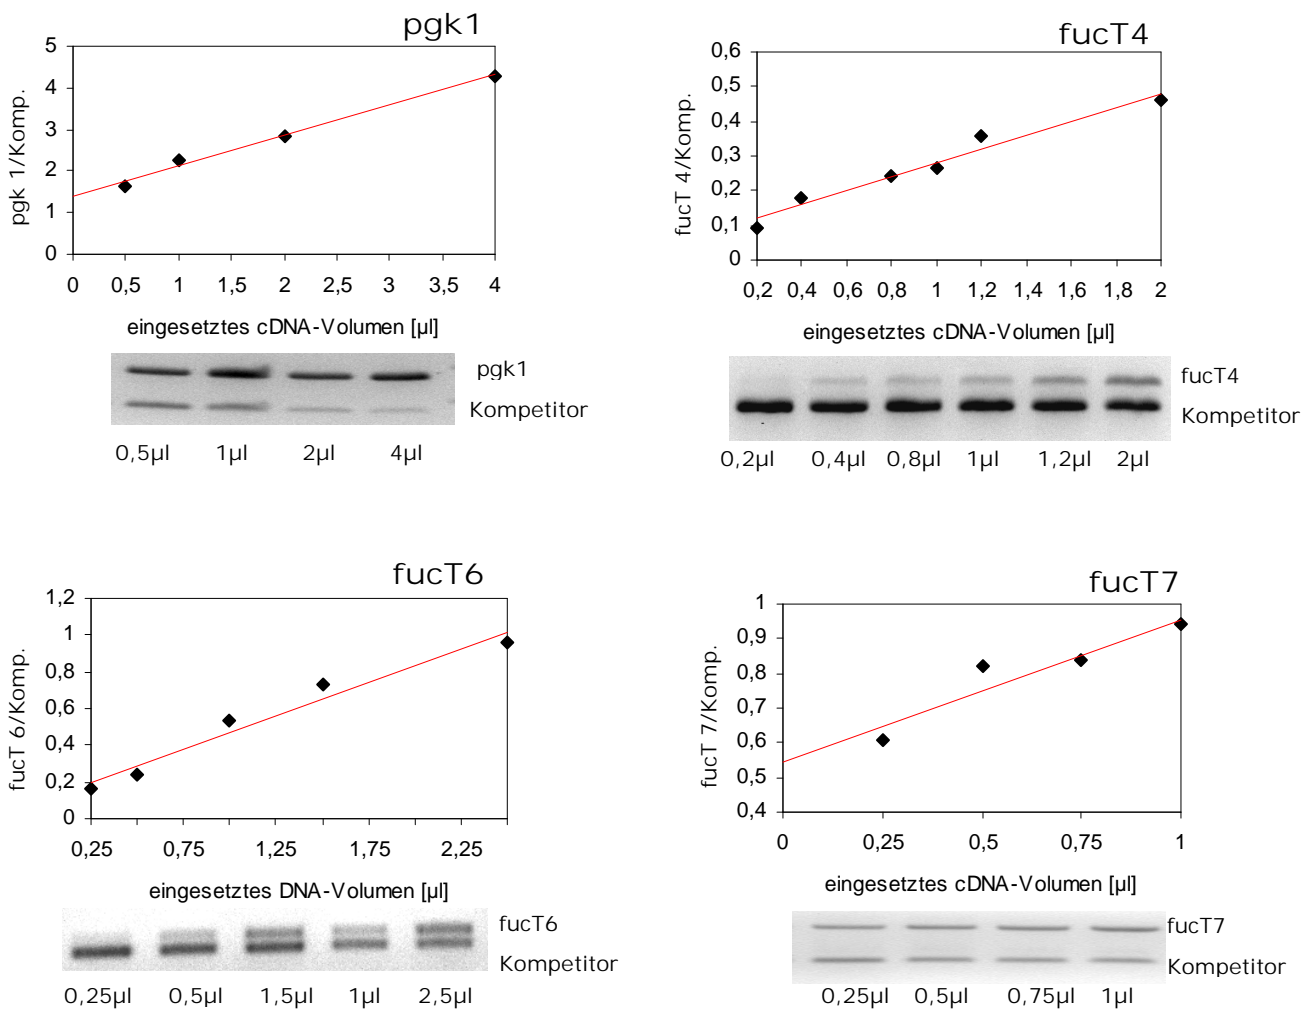 pgk1
5
4
3
2
1
0
pgk 1/Komp.
0 0,5 1 1,5 2 2,5 3 3,5 4
eingesetztes cDNA-Volumen [µl]
pgk1
Kompetitor
0,5µl 1µl 2µl 4µl
fucT4
0,6
0,5
0,4
0,3
0,2
0,1
0
fucT 4/Komp.
0,2 0,4 0,6 0,8 1 1,2 1,4 1,6 1,8 2
eingesetztes cDNA-Volumen [µl]
fucT4
Kompetitor
0,2µl 0,4µl 0,8µl 1µl 1,2µl 2µl
fucT6
1,2
1
0,8
0,6
0,4
0,2
0
fucT 6/Komp.
0,25 0,75 1,25 1,75 2,25
eingesetztes DNA-Volumen [µl]
fucT6
Kompetitor
0,25µl 0,5µl 1,5µl 1µl 2,5µl
fucT7
1
0,9
0,8
0,7
0,6
0,5
0,4
fucT 7/Komp.
0 0,25 0,5 0,75 1
eingesetztes cDNA-Volumen [µl]
fucT7
Kompetitor
0,25µl 0,5µl 0,75µl 1µl